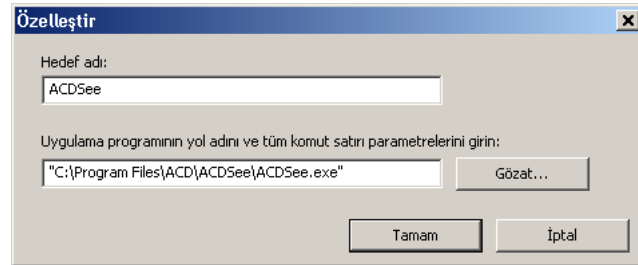 Özelleştir
Hedef adı:
ACDSee
Uygulama programının yol adını ve tüm komut satırı parametrelerini girin:
"C:\Program Files\ACD\ACDSee\ACDSee.exe"
Gözat...
Tamam
İptal